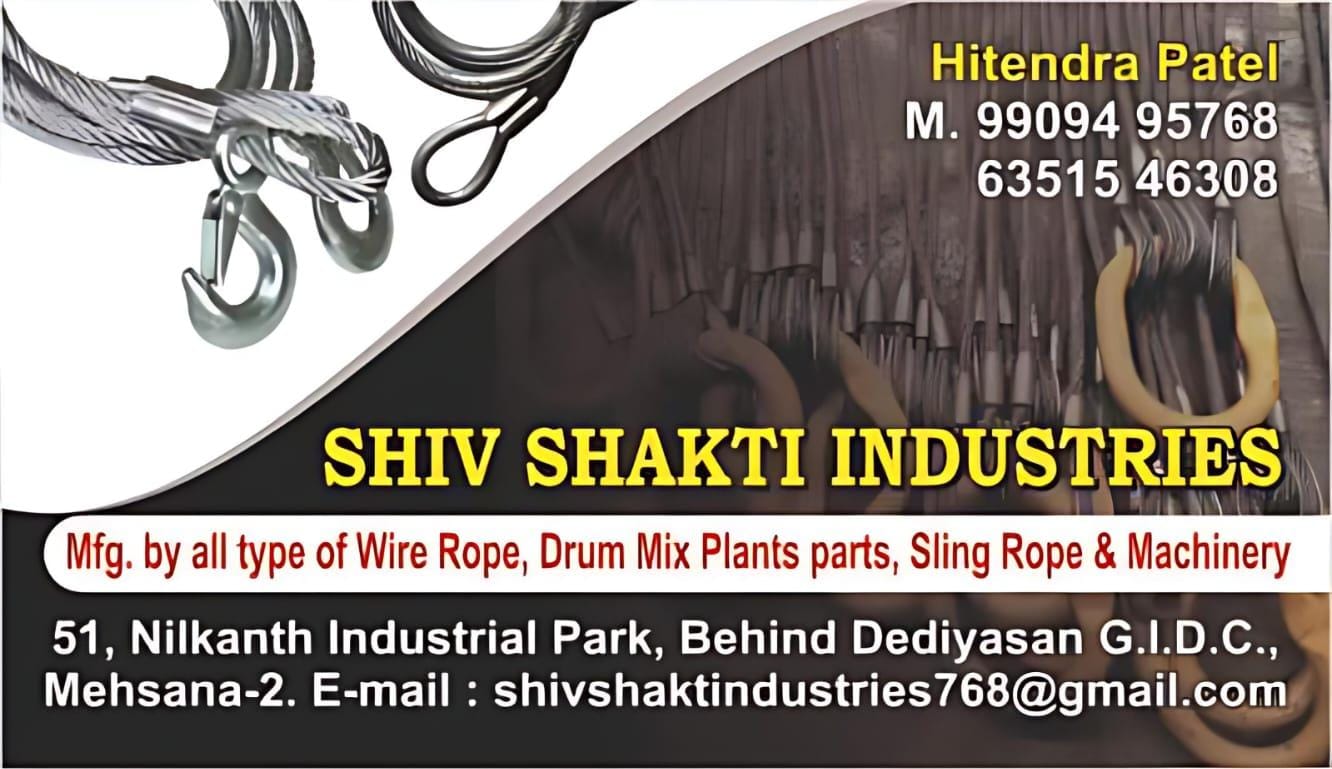 Hitendra Patel
M. 99094 95768
63515 46308
SHIV SHAKTI INDUSTRIES
Mfg. by all type of Wire Rope, Drum Mix Plants parts, Sling Rope & Machinery
51, Nilkanth Industrial Park, Behind Dediyasan G.I.D.C.,
Mehsana-2. E-mail : shivshaktindustries768@gmail.com